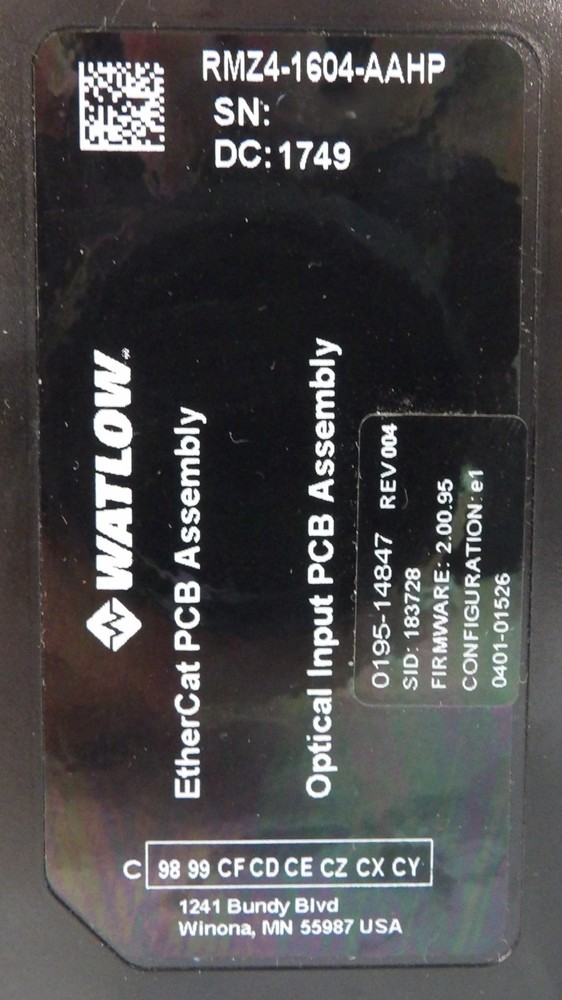 RMZ4-1604-AAHP
SN:
DC: 1749
WATLOW
EtherCat PCB Assembly
Optical Input PCB Assembly
0195-14847 REV 004
SID: 183728
FIRMWARE: 2.00.95
CONFIGURATION: e1
0401-01526
C 98 99 CF CD CE CZ CX CY
1241 Bundy Blvd
Winona, MN 55987 USA